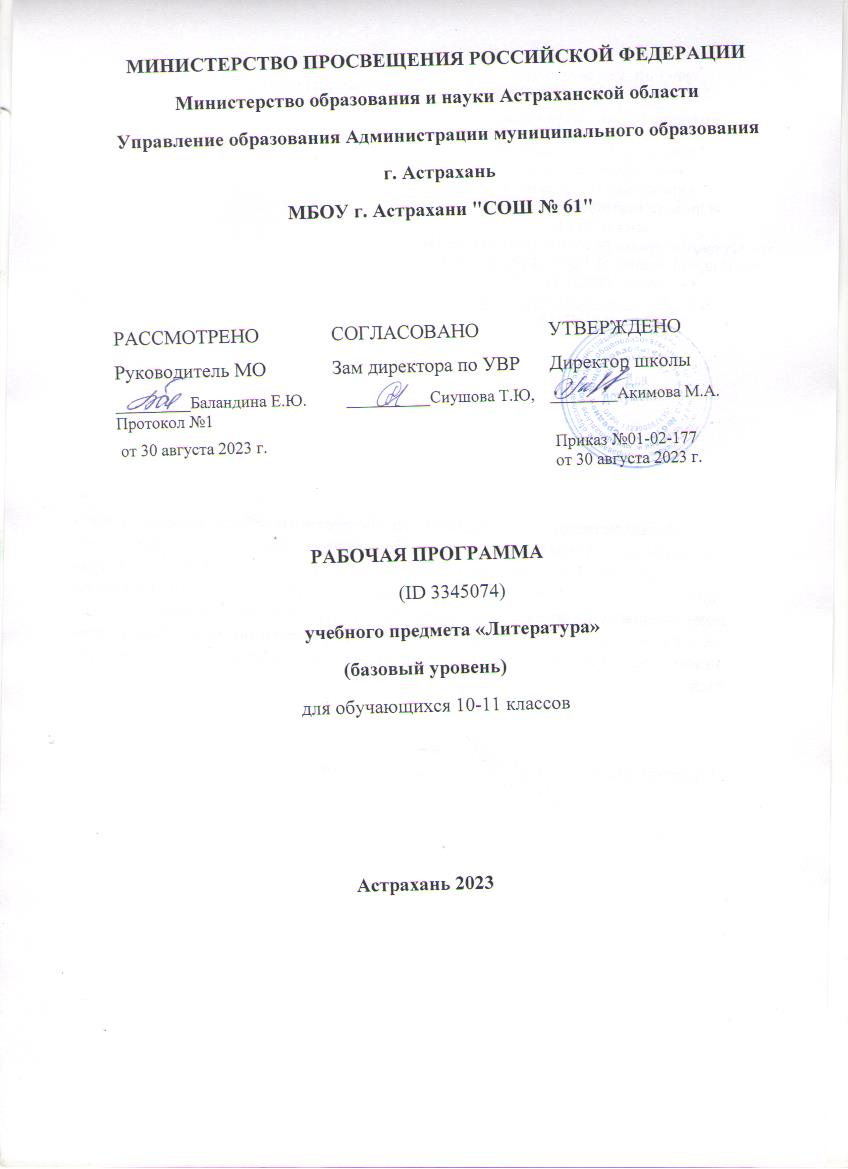 МИНИСТЕРСТВО ПРОСВЕЩЕНИЯ РОССИЙСКОЙ ФЕДЕРАЦИИ
Министерство образования и науки Астраханской области
Управление образования Администрации муниципального образования
г. Астрахань
МБОУ г. Астрахани "СОШ № 61"
РАССМОТРЕНО
Руководитель МО
_________Баландина Е.Ю.
Протокол №1
от 30 августа 2023 г.
СОГЛАСОВАНО
Зам директора по УВР
__________Сиушова Т.Ю,
УТВЕРЖДЕНО
Директор школы
________Акимова М.А.
Приказ №01-02-177
от 30 августа 2023 г.
РАБОЧАЯ ПРОГРАММА
(ID 3345074)
учебного предмета «Литература»
(базовый уровень)
для обучающихся 10-11 классов
Астрахань 2023